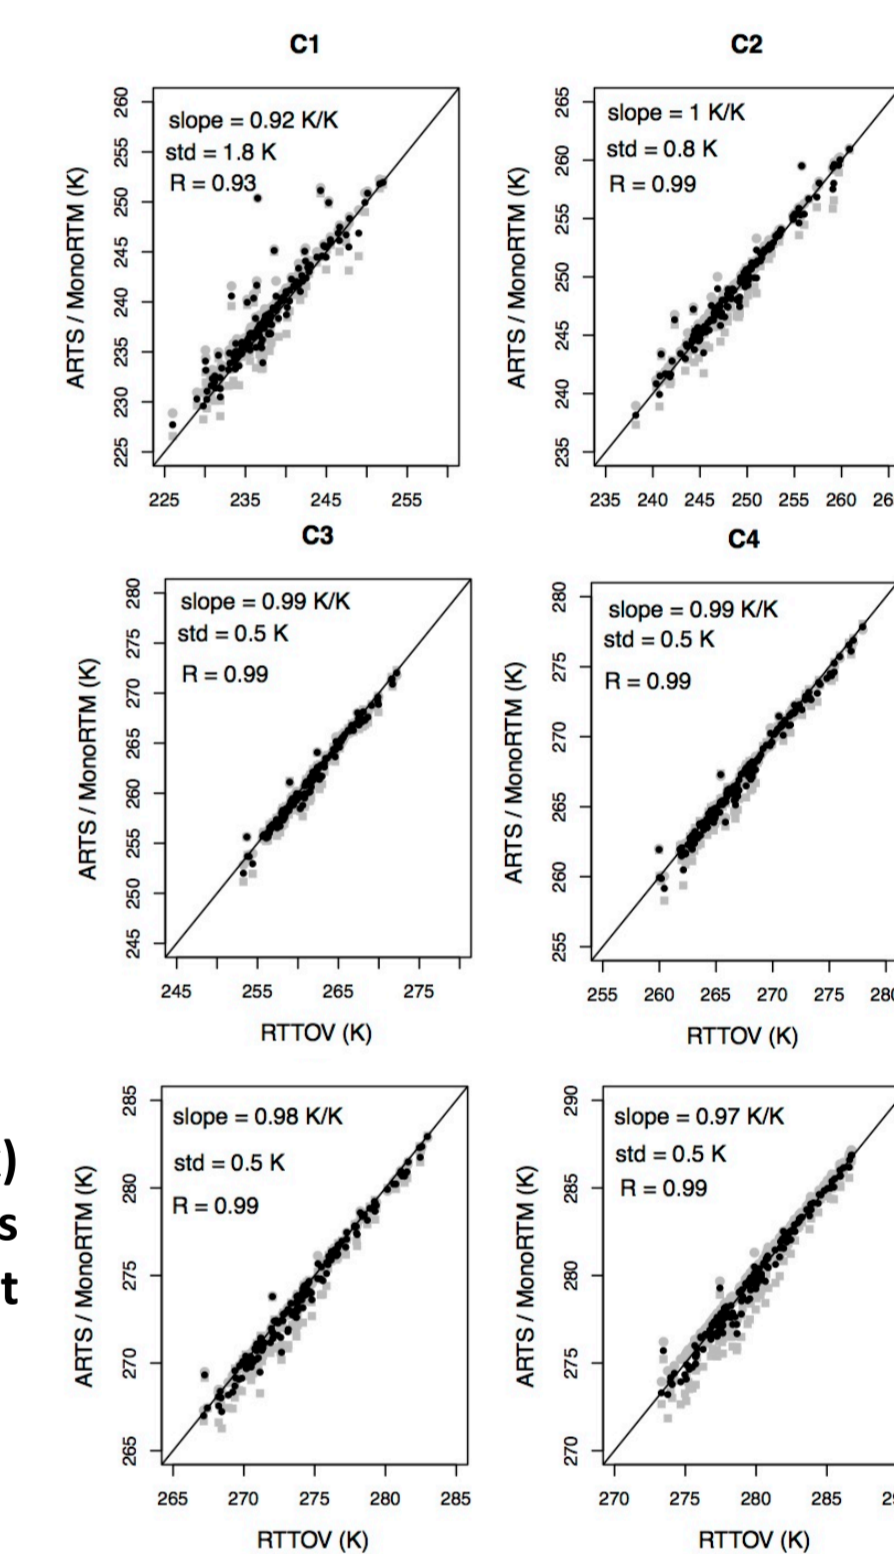 C1
slope = 0.92 K/K
std = 1.8 K
R = 0.93
ARTS / MonoRTM (K)
260
255
250
245
240
235
230
225
225 235 245 255
C2
slope = 1 K/K
std = 0.8 K
R = 0.99
ARTS / MonoRTM (K)
265
260
255
250
245
240
235
235 240 245 250 255 260 26
C3
slope = 0.99 K/K
std = 0.5 K
R = 0.99
ARTS / MonoRTM (K)
280
275
270
265
260
255
250
245
245 255 265 275
RTTOV (K)
C4
slope = 0.99 K/K
std = 0.5 K
R = 0.99
ARTS / MonoRTM (K)
280
275
270
265
260
255
255 260 265 270 275 280
RTTOV (K)
)
s
t
slope = 0.98 K/K
std = 0.5 K
R = 0.99
ARTS / MonoRTM (K)
285
280
275
270
265
265 270 275 280 285
RTTOV (K)
slope = 0.97 K/K
std = 0.5 K
R = 0.99
ARTS / MonoRTM (K)
290
285
280
275
270
270 275 280 285 29
RTTOV (K)